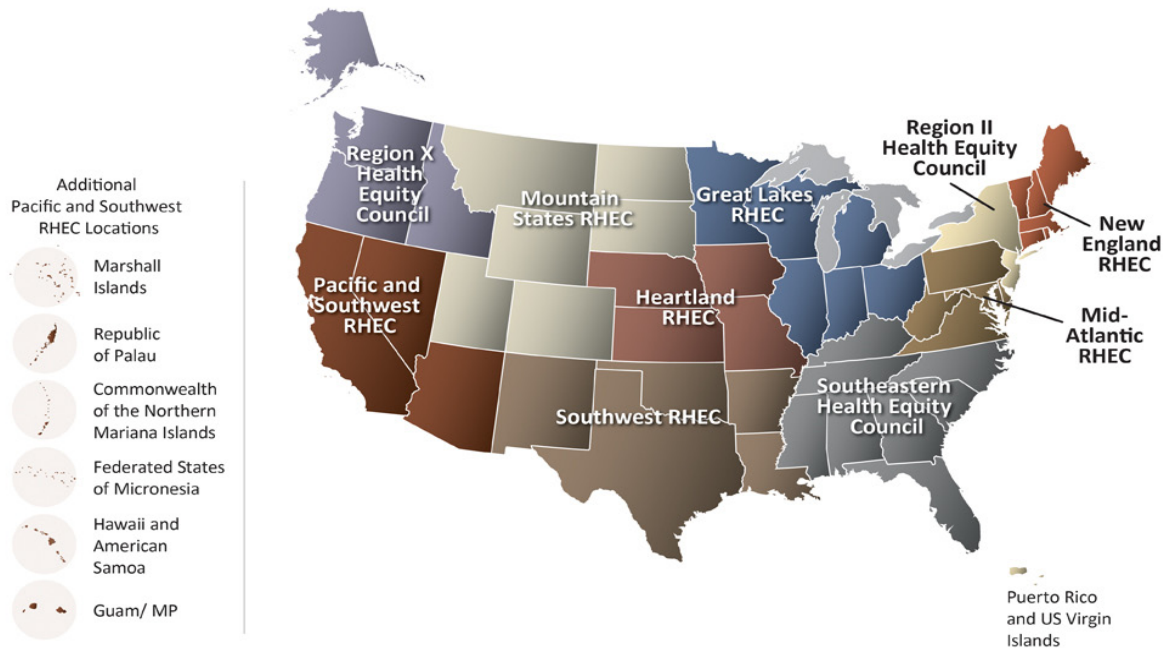 Additional
Pacific and Southwest
RHEC Locations
Marshall
Islands
Republic
of Palau
Commonwealth
of the Northern
Mariana Islands
Federated States
of Micronesia
Hawaii and
American
Samoa
Guam/ MP
Region X
Health
Equity
Council
Mountain
States RHEC
Great Lakes
RHEC
Region II
Health Equity
Council
New
England
RHEC
Pacific and
Southwest
RHEC
Heartland
RHEC
Mid-
Atlantic
RHEC
Southwest RHEC
Southeastern
Health Equity
Council
Puerto Rico
and US Virgin
Islands